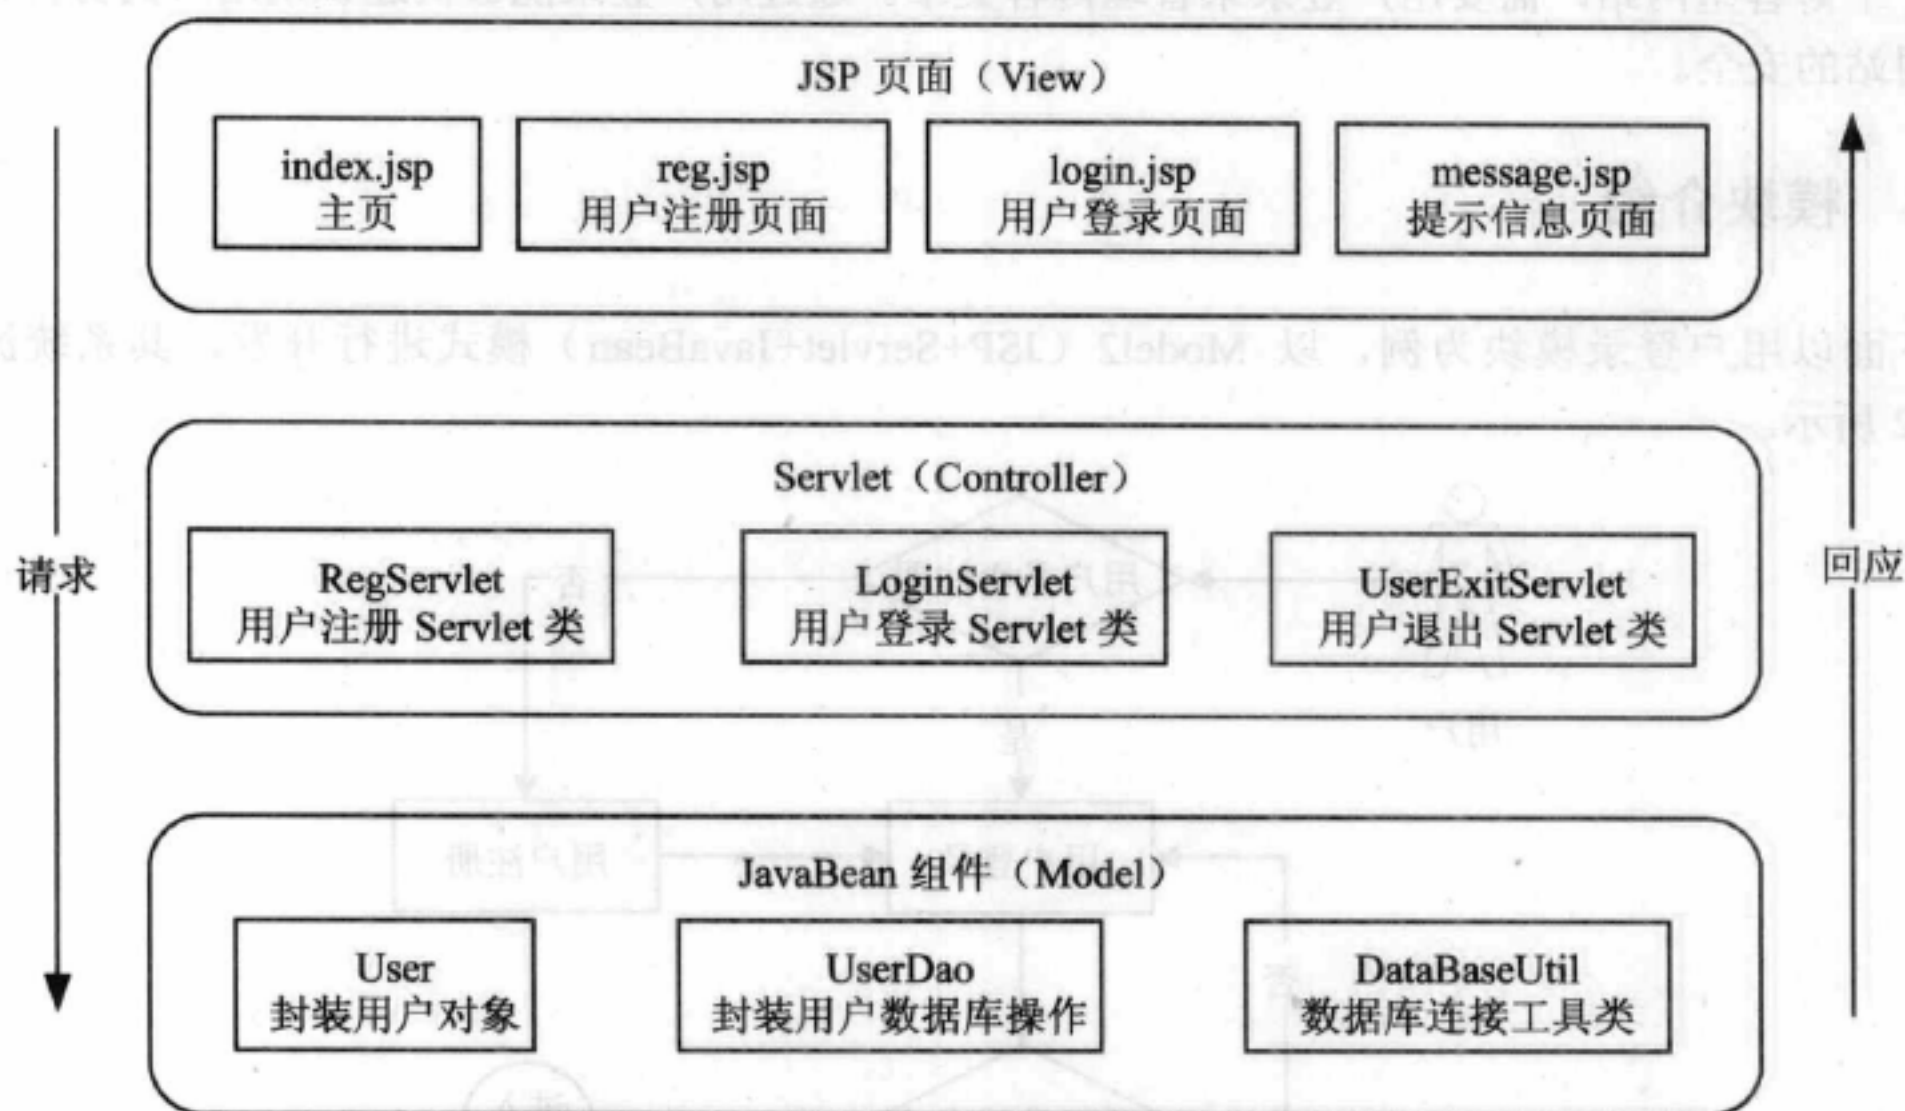 JSP 页面（View）
index.jsp
主页
reg.jsp
用户注册页面
login.jsp
用户登录页面
message.jsp
提示信息页面
请求
回应
Servlet（Controller）
RegServlet
用户注册 Servlet 类
LoginServlet
用户登录 Servlet 类
UserExitServlet
用户退出 Servlet 类
JavaBean 组件（Model）
User
封装用户对象
UserDao
封装用户数据库操作
DataBaseUtil
数据库连接工具类